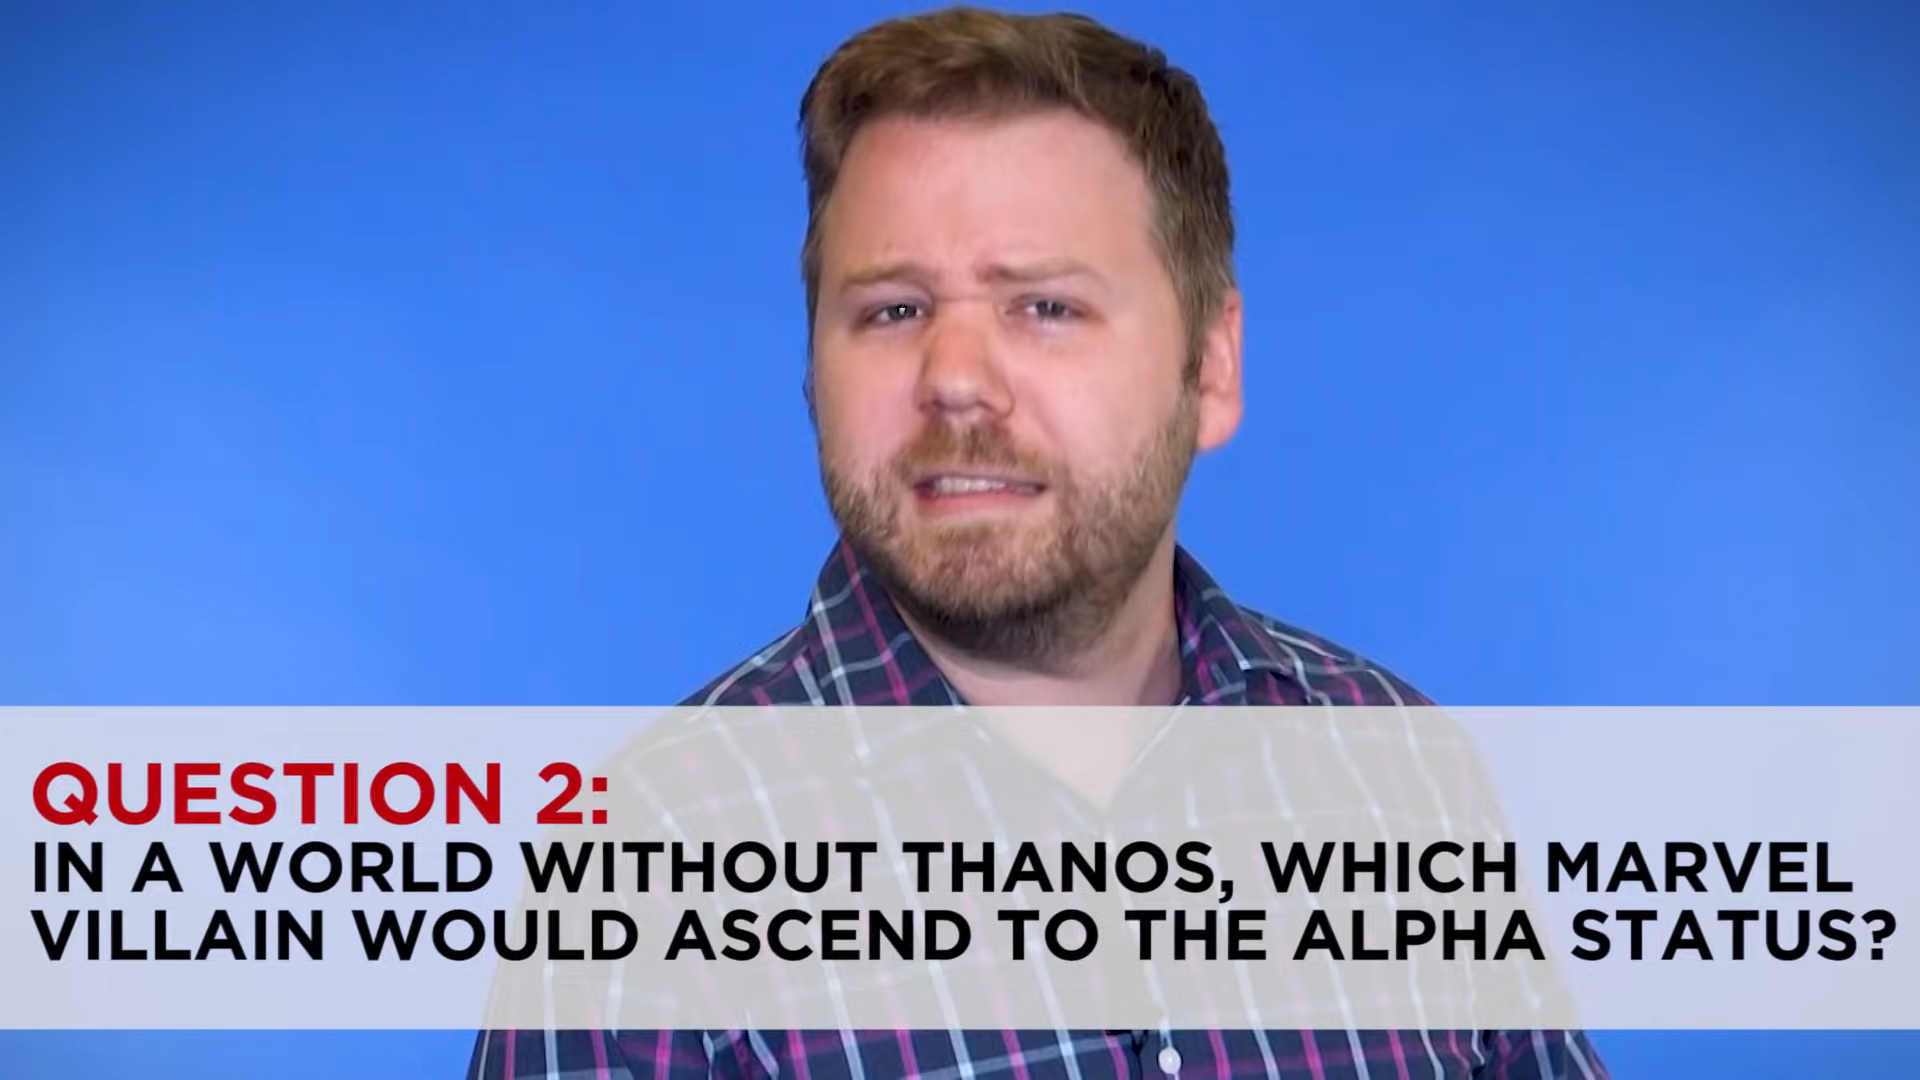 QUESTION 2:
IN A WORLD WITHOUT THANOS, WHICH MARVEL
VILLAIN WOULD ASCEND TO THE ALPHA STATUS?